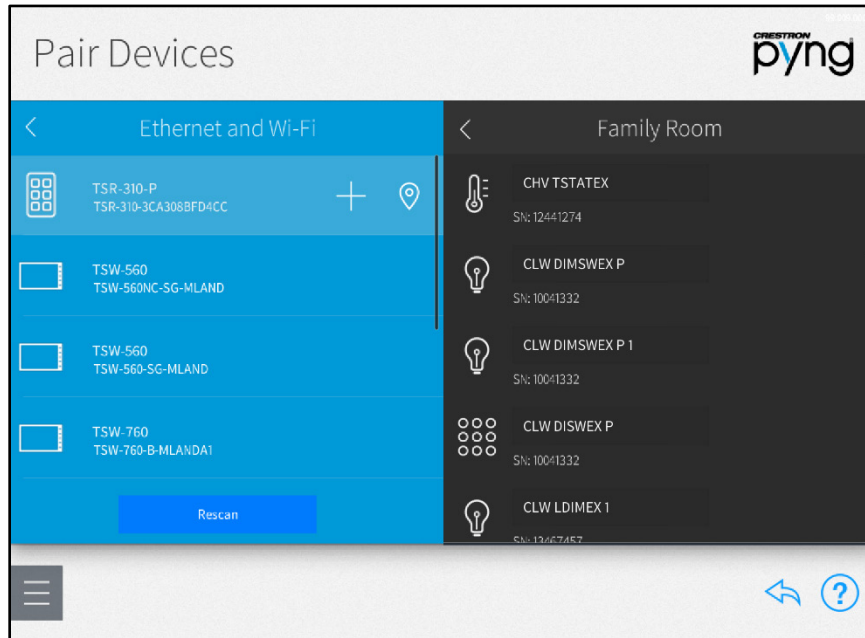 Pair Devices
CRESTRON
pyng
Ethernet and Wi-Fi
TSR-310-P
TSR-310-3CA308BFD4CC
TSW-560
TSW-560NC-SG-MLAND
TSW-560
TSW-560-SG-MLAND
TSW-760
TSW-760-B-MLANDA1
Rescan
Family Room
CHV TSTATEX
SN: 12441274
CLW DIMSWEX P
SN: 10041332
CLW DIMSWEX P 1
SN: 10041332
CLW DISWEX P
SN: 10041332
CLW LDIMEX 1
SN: 13467457
?